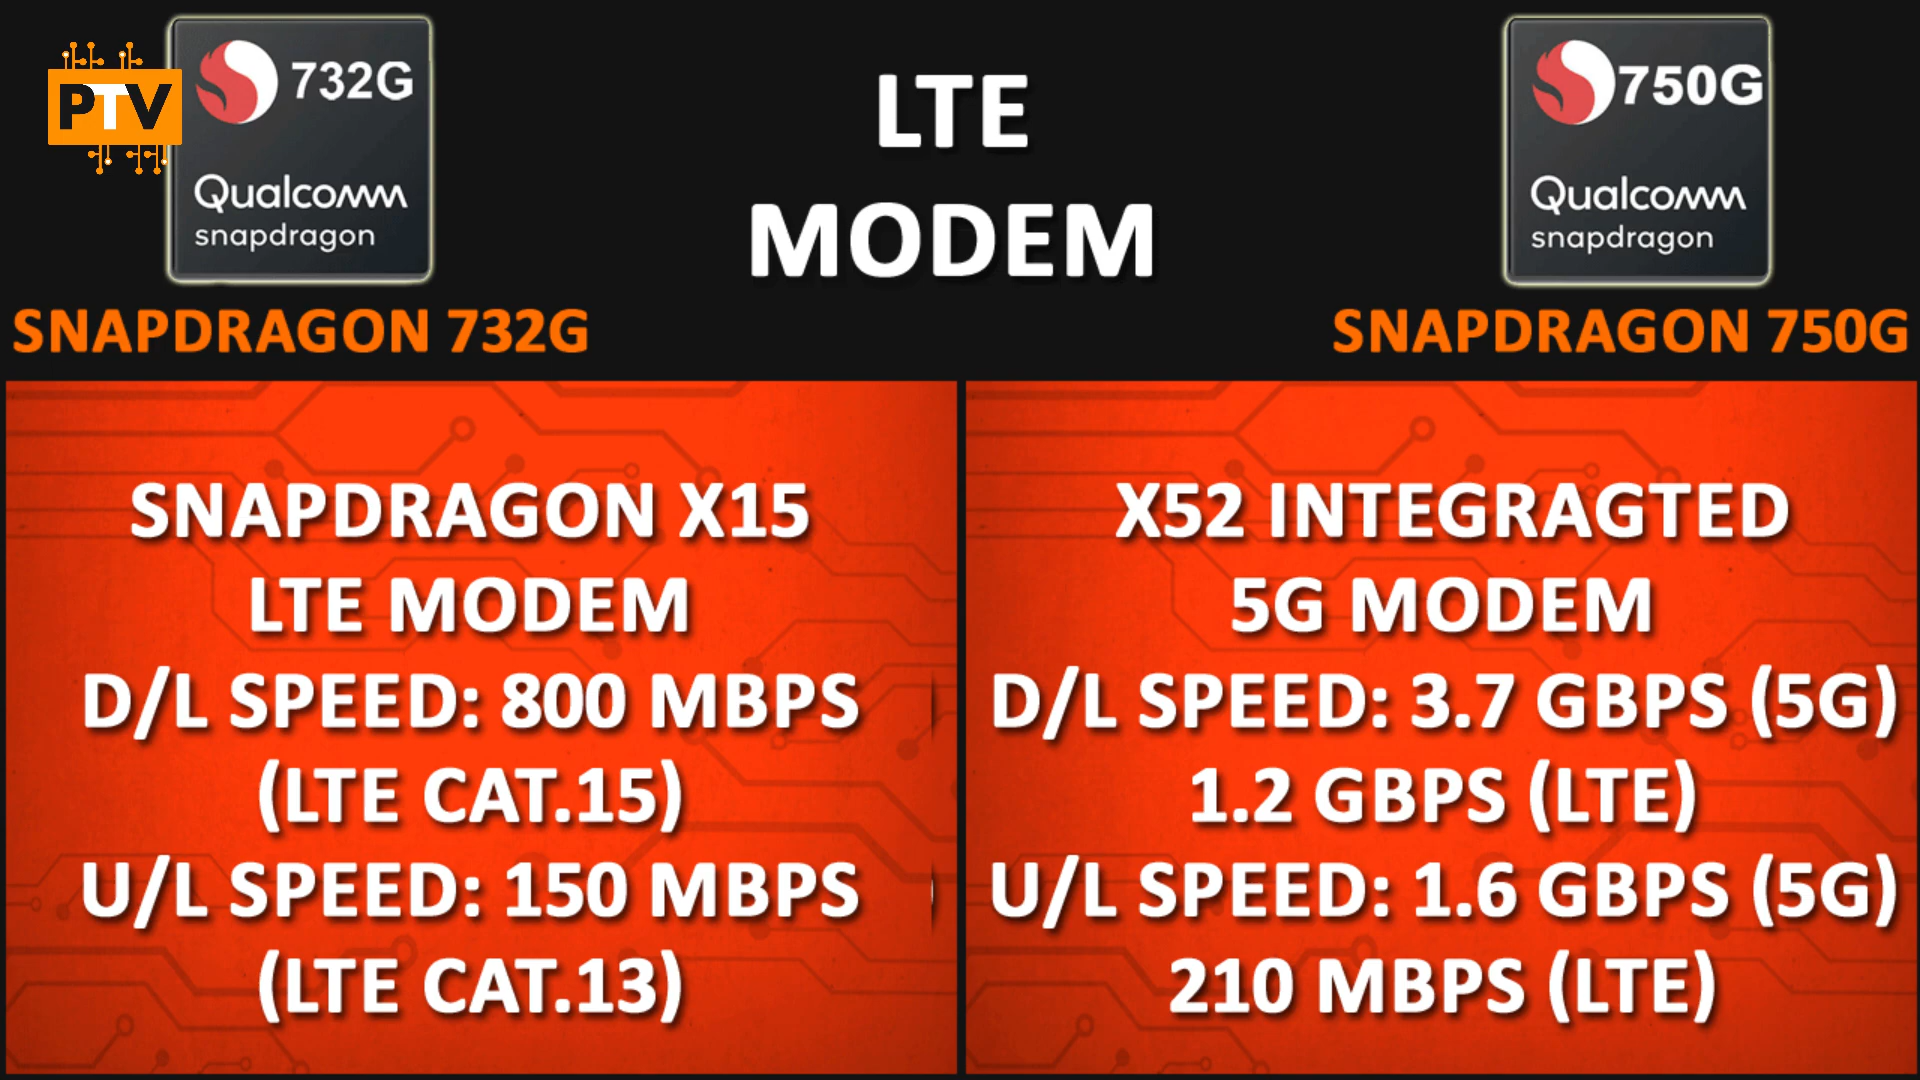 PTV
732G
Qualcomm
snapdragon
LTE
MODEM
750G
Qualcomm
snapdragon
SNAPDRAGON 732G
SNAPDRAGON 750G
SNAPDRAGON X15
LTE MODEM
D/L SPEED: 800 MBPS
(LTE CAT.15)
U/L SPEED: 150 MBPS
(LTE CAT.13)
X52 INTEGRAGTED
5G MODEM
D/L SPEED: 3.7 GBPS (5G)
1.2 GBPS (LTE)
U/L SPEED: 1.6 GBPS (5G)
210 MBPS (LTE)